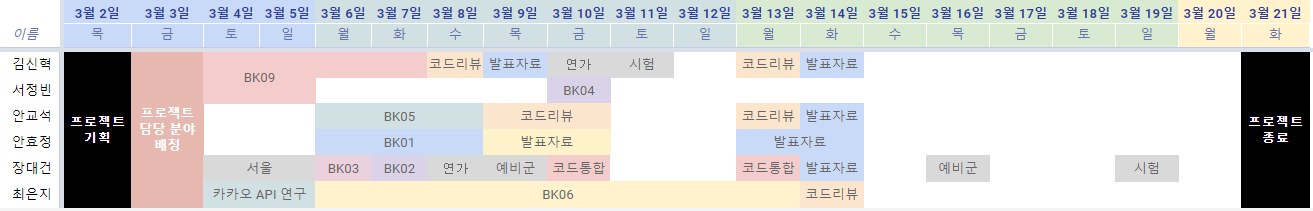 3월 2일 3월 3일 3월 4일 3월 5일 3월 6일 3월 7일 3월 8일 3월 9일 3월 10일 3월 11일 3월 12일 3월 13일 3월 14일 3월 15일 3월 16일 3월 17일 3월 18일 3월 19일 3월 20일 3월 21일
이름 목 금 토 일 월 화 수 목 금 토 일 월 화 수 목 금 토 일 월 화
김신혁 BK09 코드리뷰 발표자료 연가 시험 코드리뷰 발표자료
서정빈 BK04
안교석 BK05 코드리뷰 코드리뷰 발표자료
안효정 BK01 발표자료 발표자료
장대건 서울 BK03 BK02 연가 예비군 코드통합 코드통합 발표자료 예비군 시험
최은지 카카오 API 연구 BK06 코드리뷰
프로젝트
기획
프로젝트
담당 분야
배정
프로젝트
종료